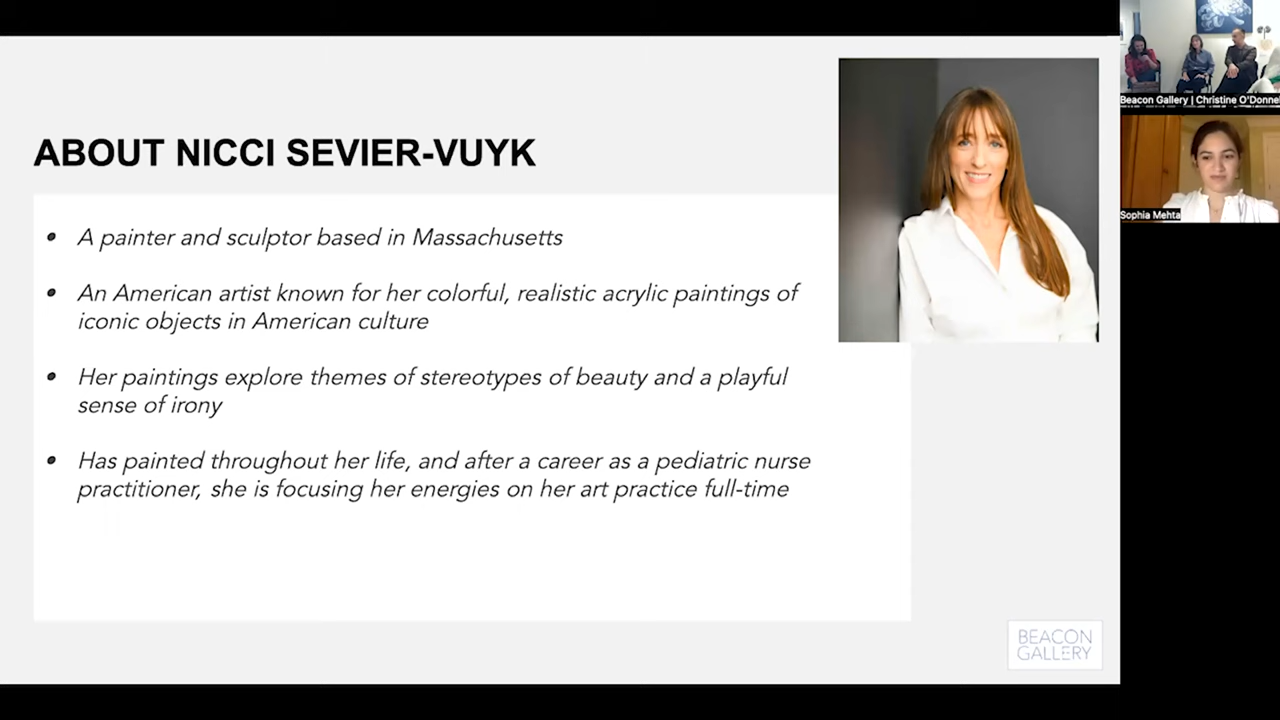 ABOUT NICCI SEVIER-VUYK
• A painter and sculptor based in Massachusetts
• An American artist known for her colorful, realistic acrylic paintings of
iconic objects in American culture
• Her paintings explore themes of stereotypes of beauty and a playful
sense of irony
• Has painted throughout her life, and after a career as a pediatric nurse
practitioner, she is focusing her energies on her art practice full-time
BEACON
GALLERY
Beacon Gallery | Christine O'Donne
Sophia Mehta